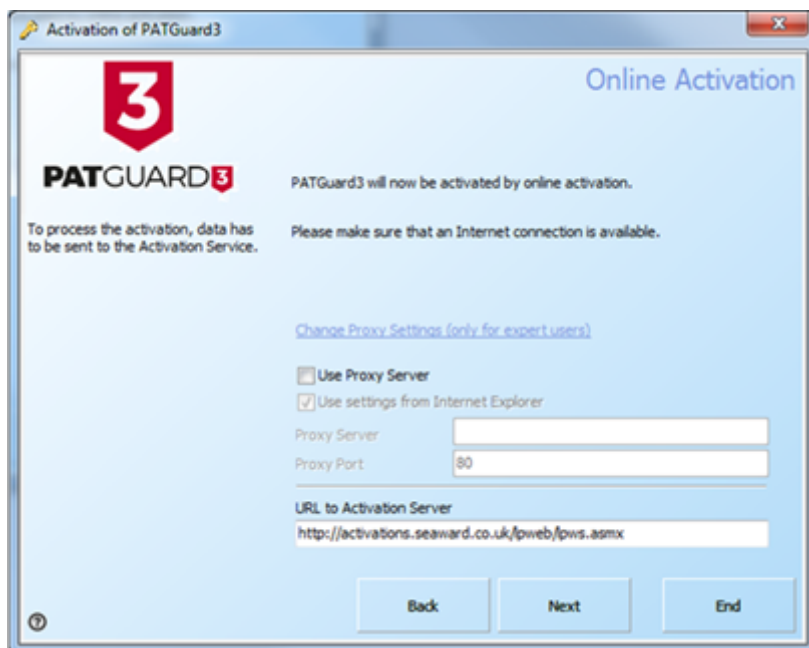 Activation of PATGuard3
Online Activation
3
PATGUARD3
To process the activation, data has
to be sent to the Activation Service.
PATGuard3 will now be activated by online activation.
Please make sure that an Internet connection is available.
Change Proxy Settings (only for expert users)
Use Proxy Server
Use settings from Internet Explorer
Proxy Server
Proxy Port 80
URL to Activation Server
http://activations.seaward.co.uk/lpweb/lpws.asmx
Back Next End